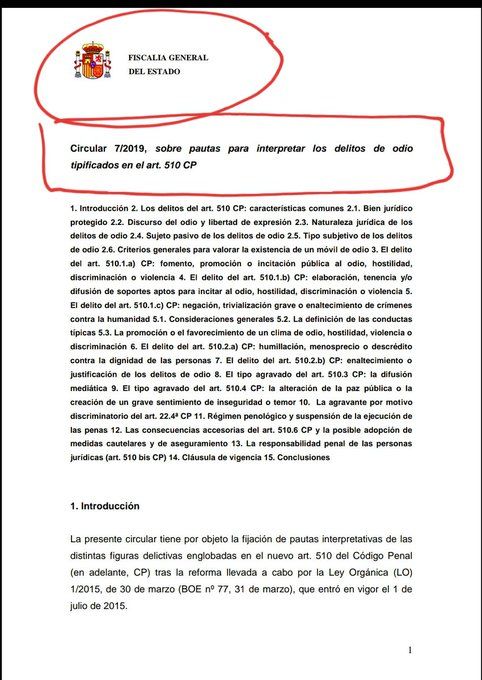 FISCALIA GENERAL
DEL ESTADO
Circular 7/2019, sobre pautas para interpretar los delitos de odio
tipificados en el art. 510 CP
1. Introducción 2. Los delitos del art. 510 CP: características comunes 2.1. Bien jurídico
protegido 2.2. Discurso del odio y libertad de expresión 2.3. Naturaleza jurídica de los
delitos de odio 2.4. Sujeto pasivo de los delitos de odio 2.5. Tipo subjetivo de los delitos
de odio 2.6. Criterios generales para valorar la existencia de un móvil de odio 3. El delito
del art. 510.1.a) CP: fomento, promoción o incitación pública al odio, hostilidad,
discriminación o violencia 4. El delito del art. 510.1.b) CP: elaboración, tenencia y/o
difusión de soportes aptos para incitar al odio, hostilidad, discriminación o violencia 5.
El delito del art. 510.1.c) CP: negación, trivialización grave o enaltecimiento de crímenes
contra la humanidad 5.1. Consideraciones generales 5.2. La definición de las conductas
típicas 5.3. La promoción o el favorecimiento de un clima de odio, hostilidad, violencia o
discriminación 6. El delito del art. 510.2.a) CP: humillación, menosprecio o descrédito
contra la dignidad de las personas 7. El delito del art. 510.2.b) CP: enaltecimiento o
justificación de los delitos de odio 8. El tipo agravado del art. 510.3 CP: la difusión
mediática 9. El tipo agravado del art. 510.4 CP: la alteración de la paz pública o la
creación de un grave sentimiento de inseguridad o temor 10. La agravante por motivo
discriminatorio del art. 22.4ª CP 11. Régimen penológico y suspensión de la ejecución de
las penas 12. Las consecuencias accesorias del art. 510.6 CP y la posible adopción de
medidas cautelares y de aseguramiento 13. La responsabilidad penal de las personas
jurídicas (art. 510 bis CP) 14. Cláusula de vigencia 15. Conclusiones
1. Introducción
La presente circular tiene por objeto la fijación de pautas interpretativas de las
distintas figuras delictivas englobadas en el nuevo art. 510 del Código Penal
(en adelante, CP) tras la reforma llevada a cabo por la Ley Orgánica (LO)
1/2015, de 30 de marzo (BOE nº 77, 31 de marzo), que entró en vigor el 1 de
julio de 2015.
1